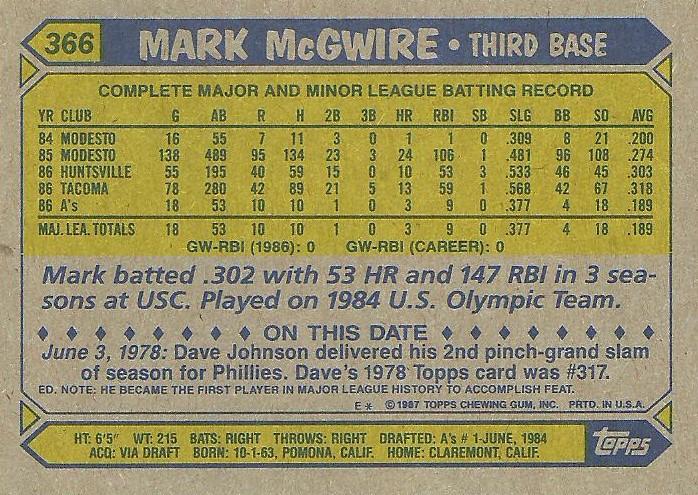 366 MARK McGWIRE • THIRD BASE
COMPLETE MAJOR AND MINOR LEAGUE BATTING RECORD
YR CLUB G AB R H 2B 3B HR RBI SB SLG BB SO AVG
84 MODESTO 16 55 7 11 3 0 1 1 0 .309 8 21 .200
85 MODESTO 138 489 95 134 23 3 24 106 1 .481 96 108 .274
86 HUNTSVILLE 55 195 40 59 15 0 10 53 3 .533 46 45 .303
86 TACOMA 78 280 42 89 21 5 13 59 1 .568 42 67 .318
86 A's 18 53 10 10 1 0 3 9 0 .377 4 18 .189
MAJ. LEA. TOTALS 18 53 10 10 1 0 3 9 0 .377 4 18 .189
GW-RBI (1986): 0 GW-RBI (CAREER): 0
Mark batted .302 with 53 HR and 147 RBI in 3 sea-
sons at USC. Played on 1984 U.S. Olympic Team.
♦ ♦ ♦ ♦ ♦ ♦ ♦ ♦ ON THIS DATE ♦ ♦ ♦ ♦ ♦ ♦ ♦ ♦
June 3, 1978: Dave Johnson delivered his 2nd pinch-grand slam
of season for Phillies. Dave's 1978 Topps card was #317.
ED. NOTE: HE BECAME THE FIRST PLAYER IN MAJOR LEAGUE HISTORY TO ACCOMPLISH FEAT.
E* © 1987 TOPPS CHEWING GUM, INC. PRTD. IN U.S.A.
HT: 6'5" WT: 215 BATS: RIGHT THROWS: RIGHT DRAFTED: A's # 1-JUNE, 1984
ACQ: VIA DRAFT BORN: 10-1-63, POMONA, CALIF. HOME: CLAREMONT, CALIF.
topps